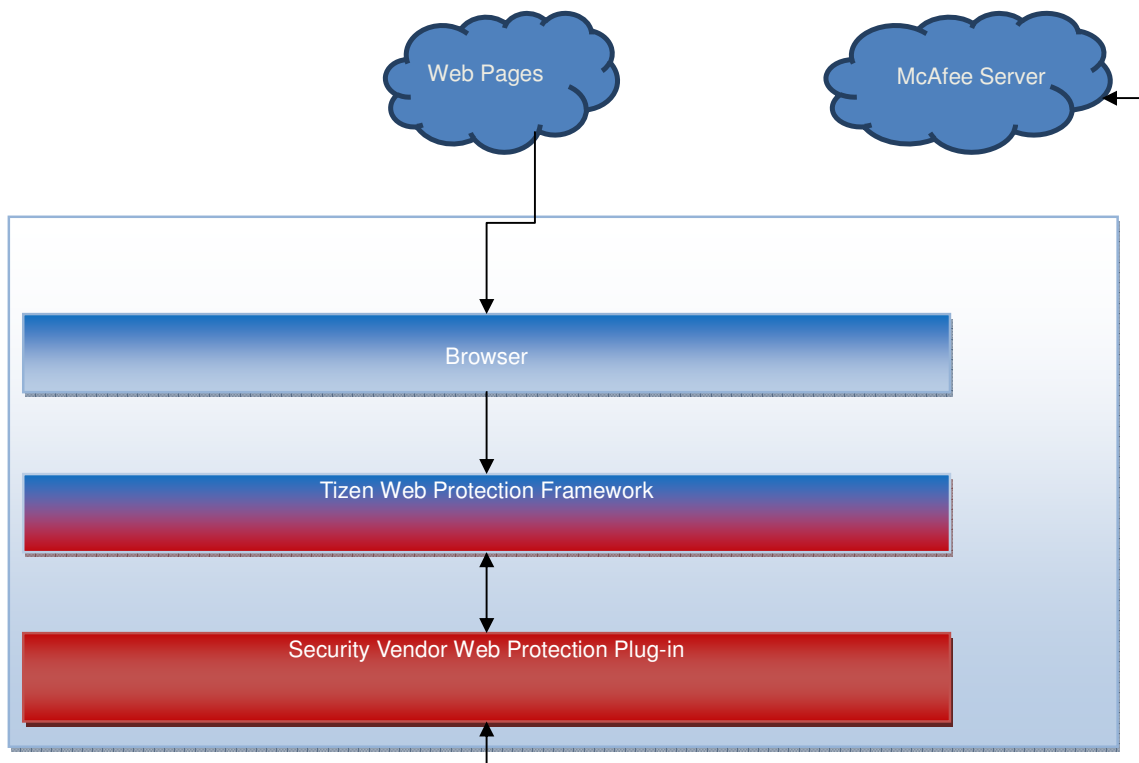 Web Pages
McAfee Server
Browser
Tizen Web Protection Framework
Security Vendor Web Protection Plug-in